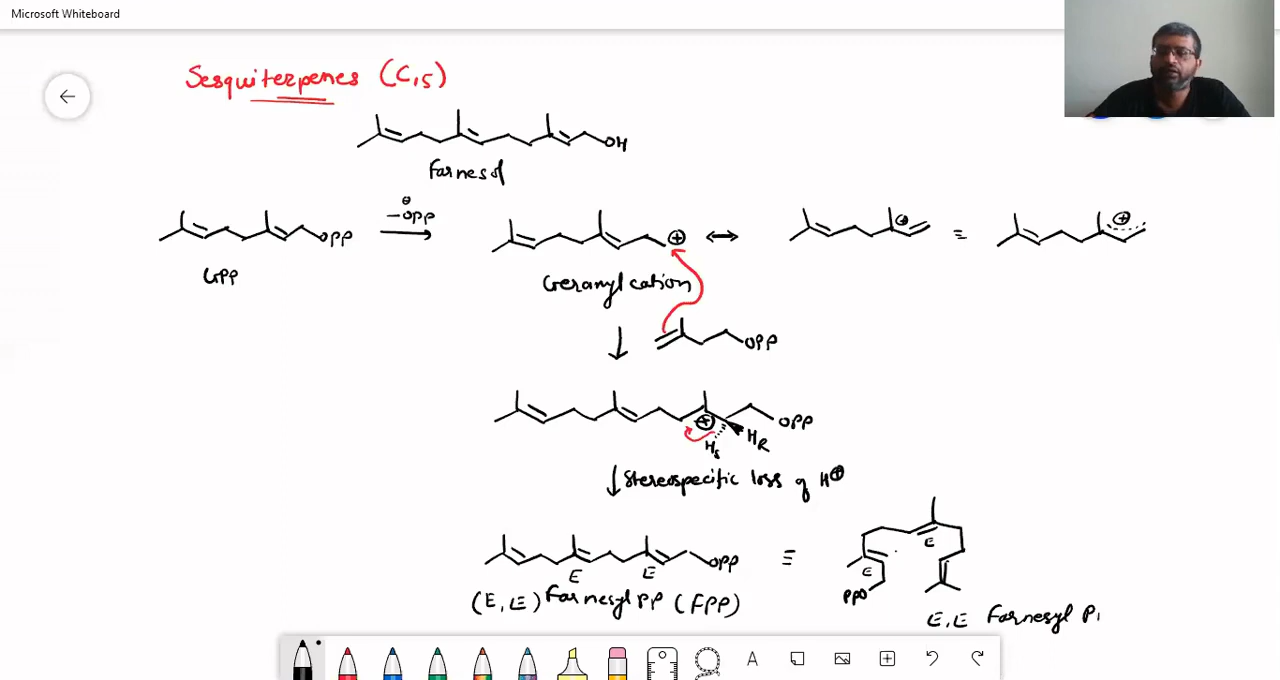 Microsoft Whiteboard
Sesquiterpenes (C15)
OH
Farnesol
OPP
GPP
⊖
-OPP
⊕
⊕
≡
⊕
Geranyl cation
OPP
⊕
OPP
Hs
HR
Stereospecific loss of H⊕
E
E
OPP
≡
E
E
PPO
(E,E) Farnesyl PP (FPP)
E,E Farnesyl P
A